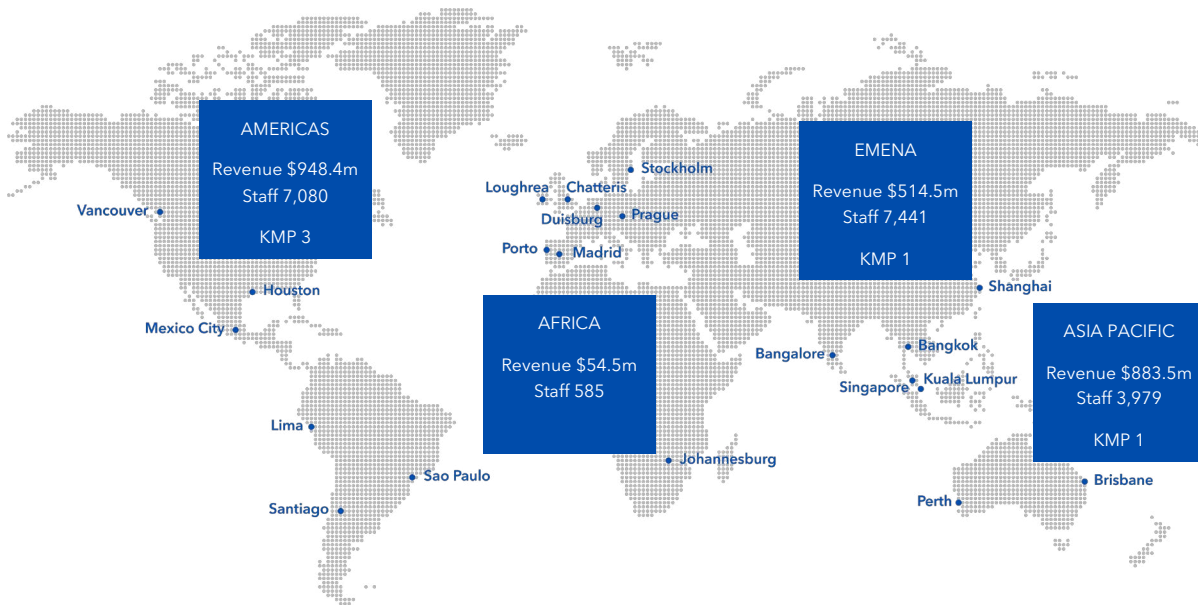 AMERICAS
Revenue $948.4m
Staff 7,080
KMP 3
EMENA
Revenue $514.5m
Staff 7,441
KMP 1
Stockholm
Loughrea
Chatteris
Vancouver
Duisburg
Prague
Porto
Madrid
Houston
Shanghai
Mexico City
AFRICA
Revenue $54.5m
Staff 585
ASIA PACIFIC
Revenue $883.5m
Staff 3,979
KMP 1
Bangalore
Bangkok
Singapore
Kuala Lumpur
Lima
Johannesburg
Sao Paulo
Brisbane
Santiago
Perth